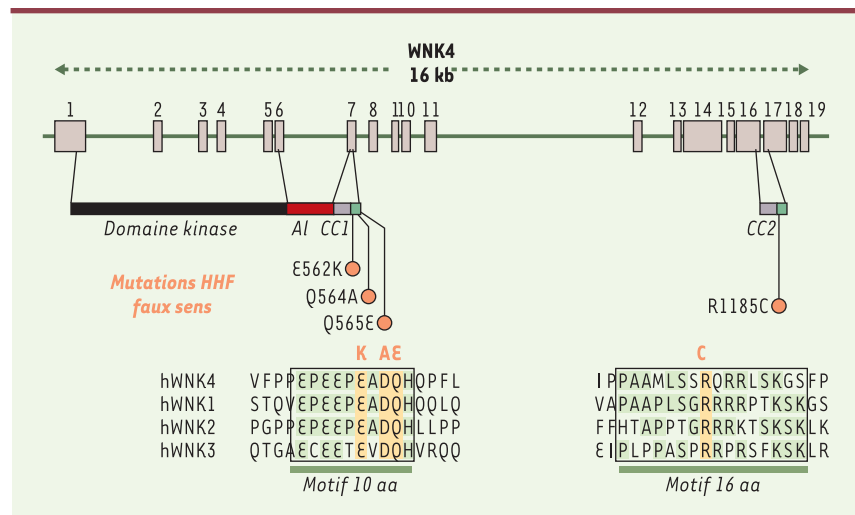 WNK4
16 kb
1 2 3 4 5 6 7 8 9 10 11 12 13 14 15 16 17 18 19
Domaine kinase AI CC1 CC2
Mutations HHF
faux sens
E562K
Q564A
Q565E
R1185C
K A E C
hWNK4 VFPPEPEEPEADQHQPFL IPPAAMLSSRQRRLSKGSFP
hWNK1 STQVEPEEPEADQHQQLQ VAPAAPLSGRRRRPTKSKGS
hWNK2 PGPPEPEEPEADQHLLPP FFHTAPPTGRRRKTSKSKLK
hWNK3 QTGAECEETEVDQHVRQQ EIPLPPASPRRPRSFKSKLR
Motif 10 aa Motif 16 aa